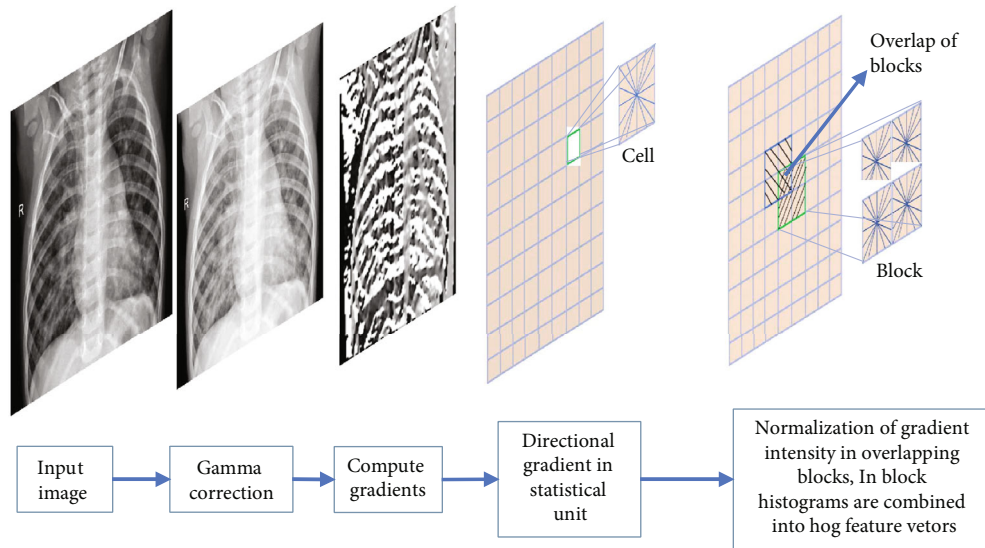 R
R
Cell
Overlap of
blocks
Block
Input
image
Gamma
correction
Compute
gradients
Directional
gradient in
statistical
unit
Normalization of gradient
intensity in overlapping
blocks, In block
histograms are combined
into hog feature vetors